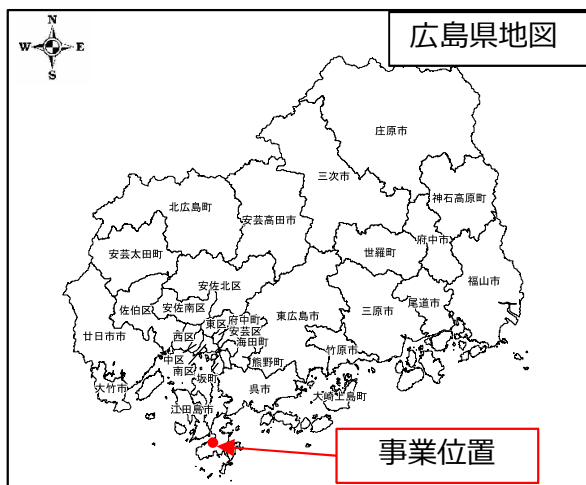 広島県地図
N
W E
S
庄原市
三次市
神石高原町
北広島町
安芸高田市
府中市
世羅町
安芸太田町
福山市
安佐北区
尾道市
三原市
佐伯区
安佐南区
東区
府中町
安芸区
海田町
東広島市
廿日市市
西区
中区
南区
竹原市
熊野町
坂町
大竹市
呉市
大崎上島町
江田島市
事業位置